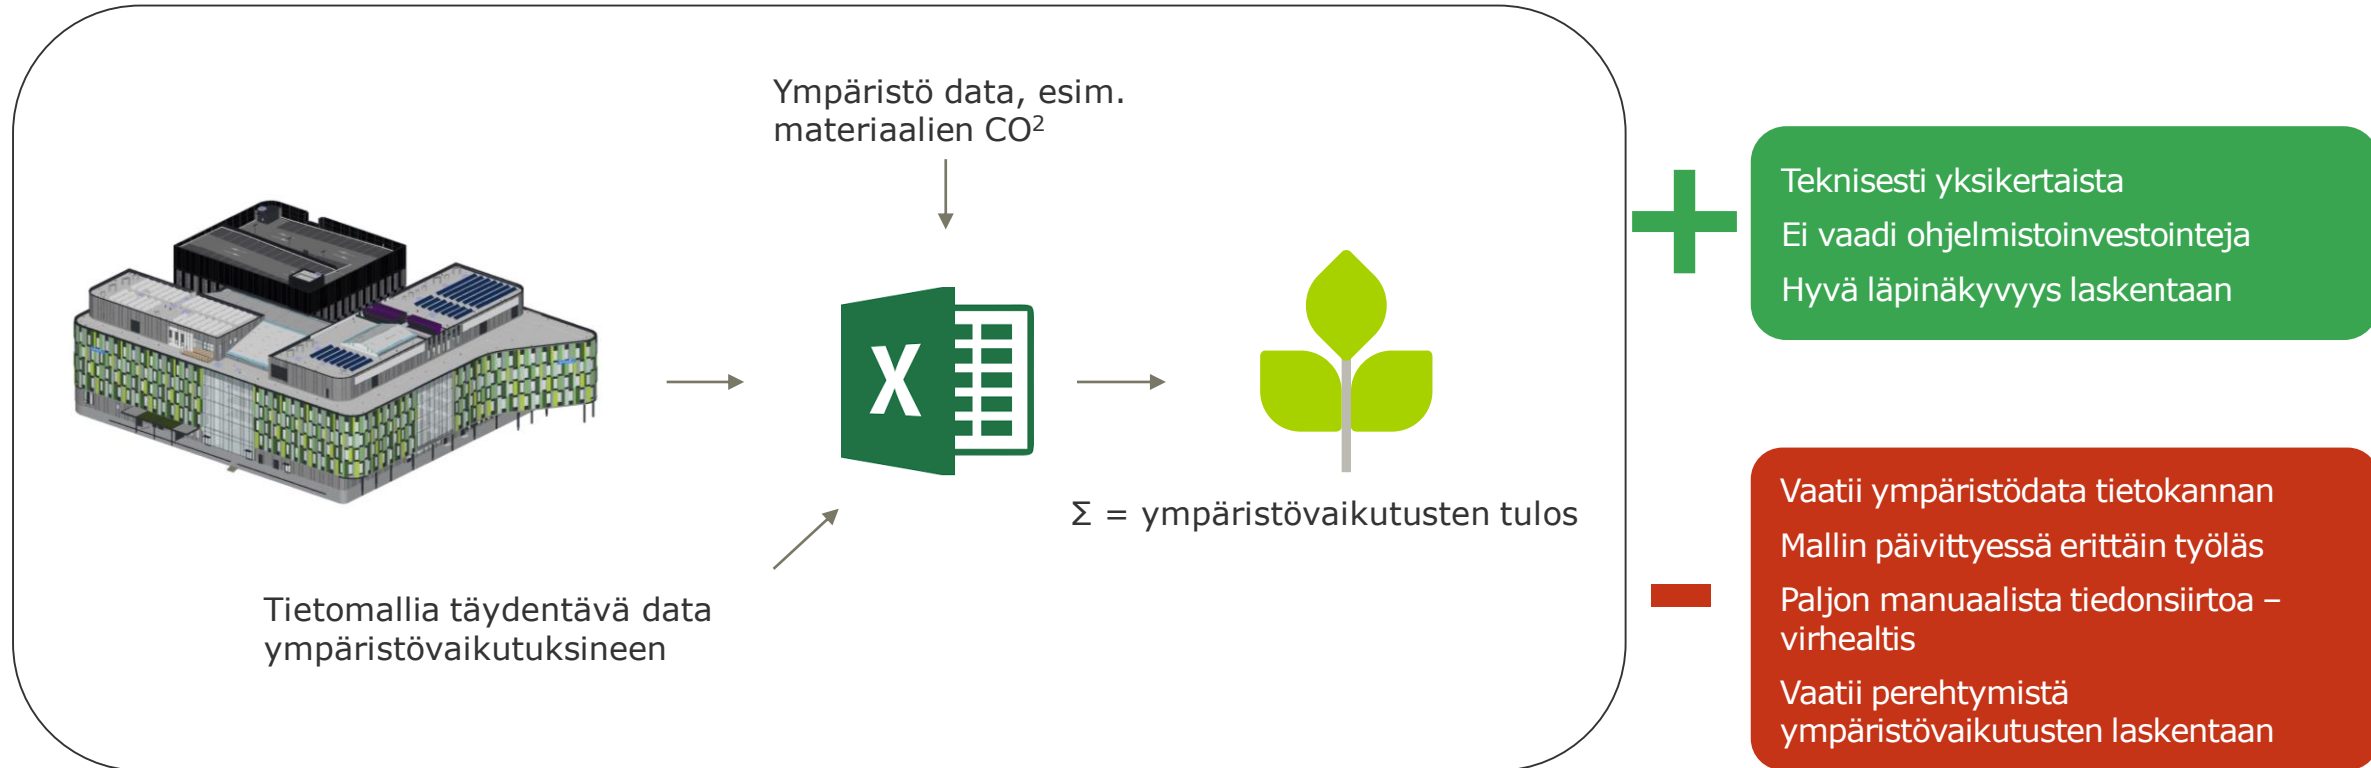 Ympäristö data, esim.
materiaalien CO²
X
Σ = ympäristövaikutusten tulos
Tietomallia täydentävä data
ympäristövaikutuksineen
Teknisesti yksikertaista
Ei vaadi ohjelmistoinvestointeja
Hyvä läpinäkyvyys laskentaan
Vaatii ympäristödata tietokannan
Mallin päivittyessä erittäin työläs
Paljon manuaalista tiedonsiirtoa –
virhealtis
Vaatii perehtymistä
ympäristövaikutusten laskentaan